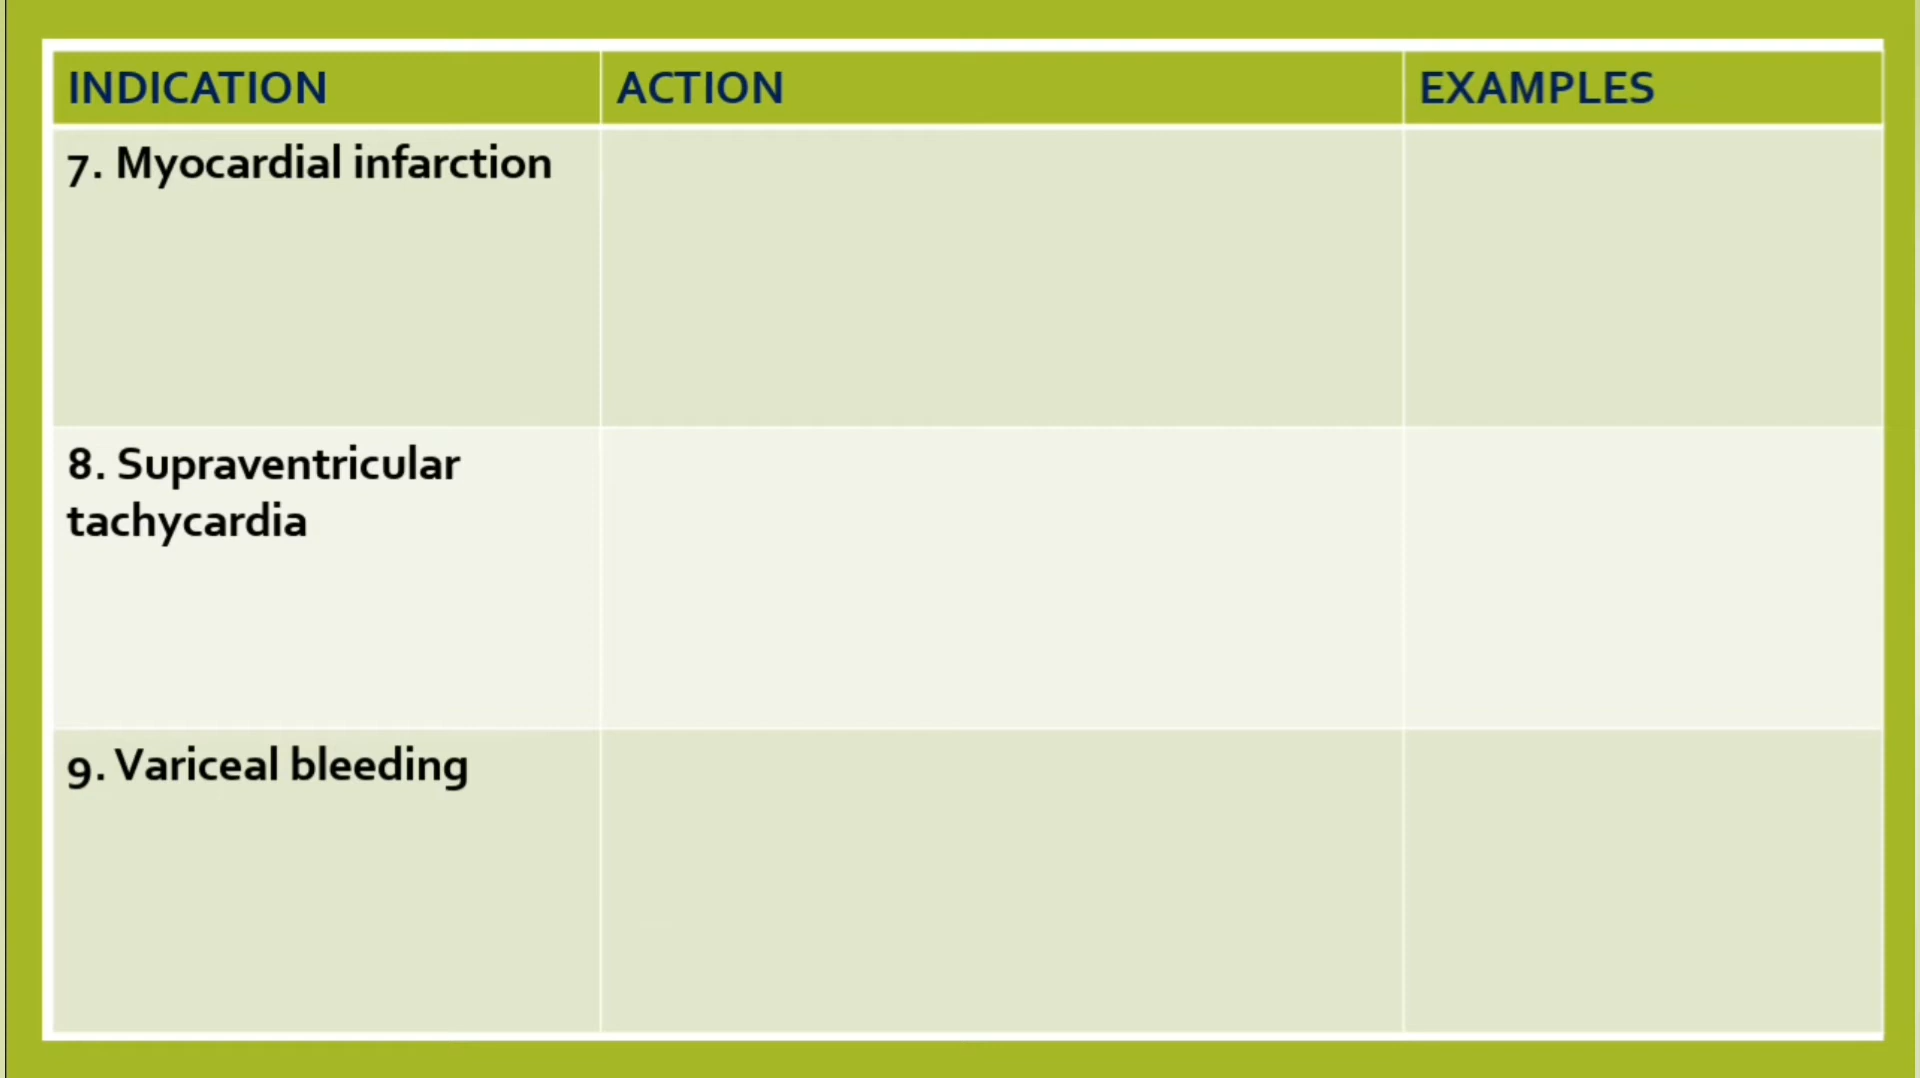 INDICATION
ACTION
EXAMPLES
7. Myocardial infarction
8. Supraventricular
tachycardia
9. Variceal bleeding